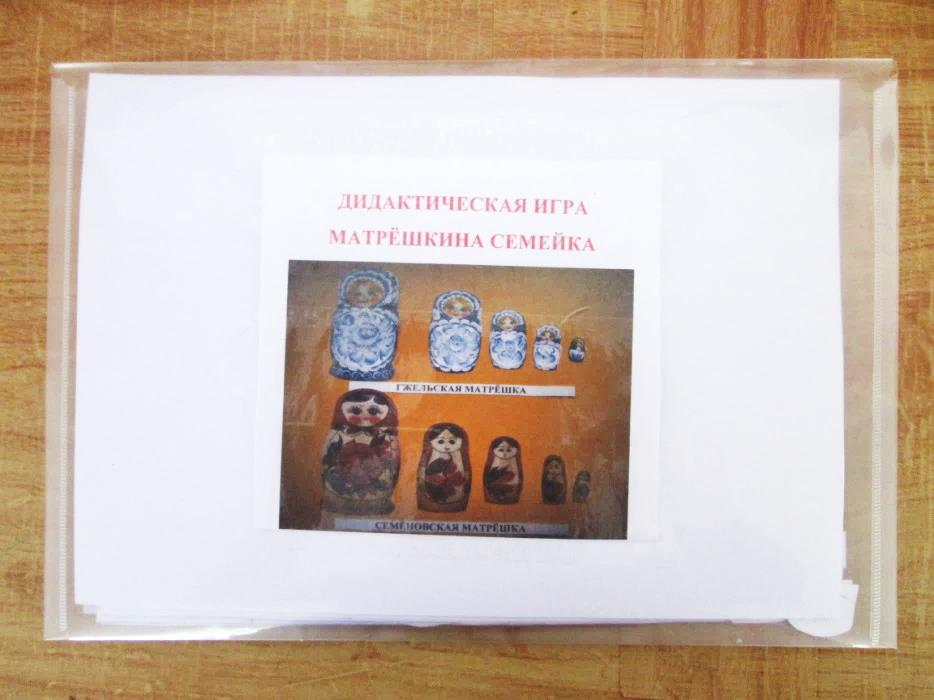 ДИДАКТИЧЕСКАЯ ИГРА
МАТРЁШКИНА СЕМЕЙКА
ГЖЕЛЬСКАЯ МАТРЁШКА
СЕМЁНОВСКАЯ МАТРЁШКА